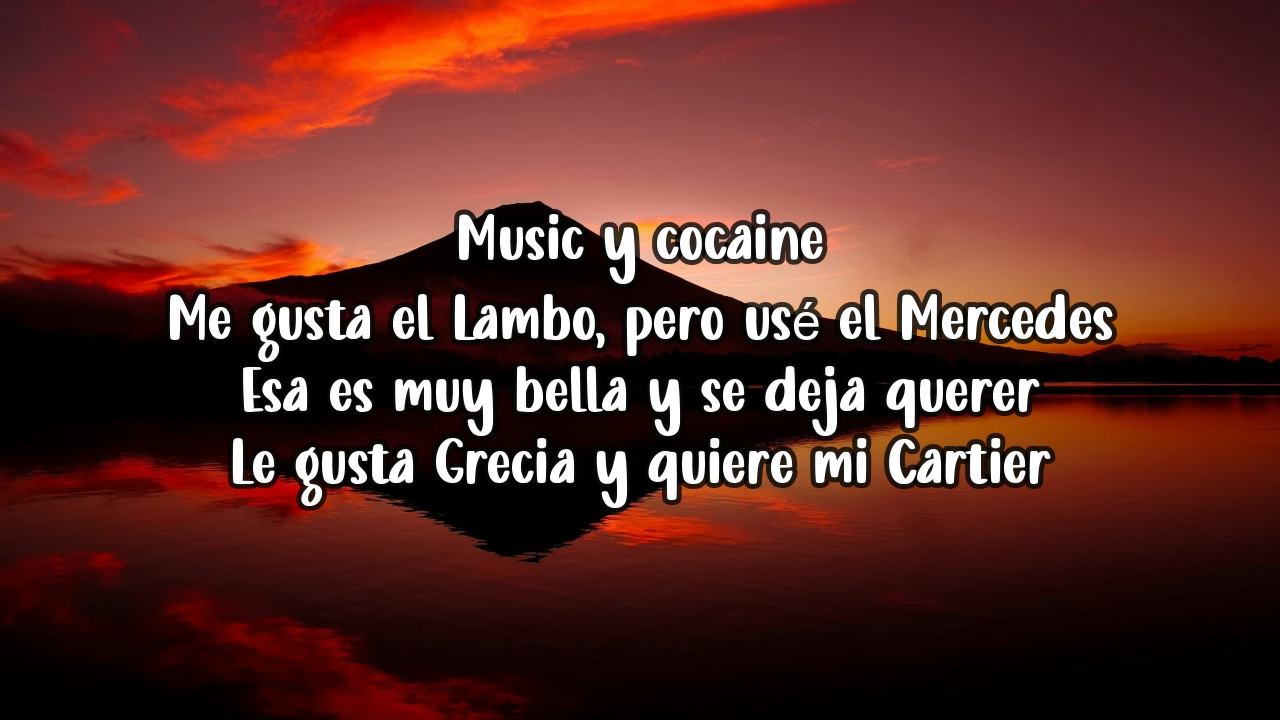 Music y cocaine
Me gusta el Lambo, pero usé el Mercedes
Esa es muy bella y se deja querer
Le gusta Grecia y quiere mi Cartier